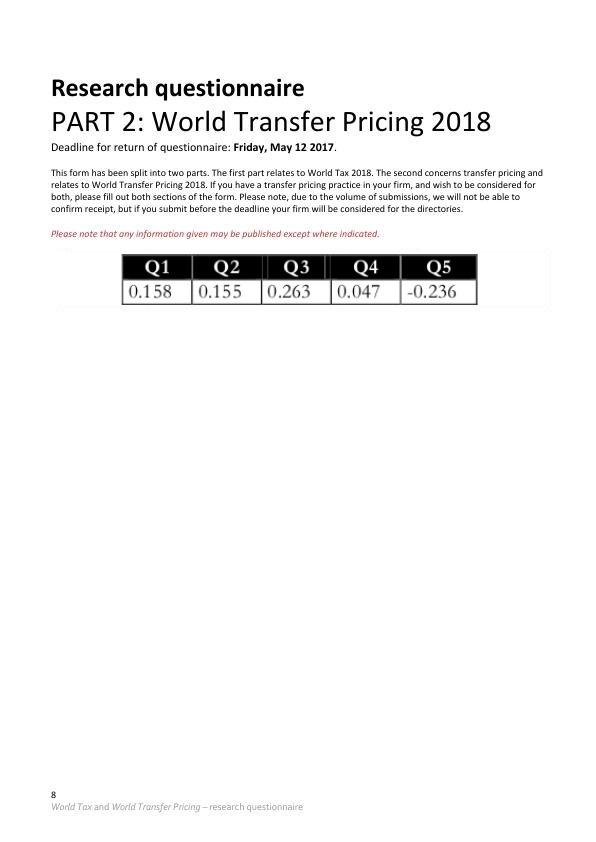 Research questionnaire
PART 2: World Transfer Pricing 2018
Deadline for return of questionnaire: Friday, May 12 2017.
This form has been split into two parts. The first part relates to World Tax 2018. The second concerns transfer pricing and
relates to World Transfer Pricing 2018. If you have a transfer pricing practice in your firm, and wish to be considered for
both, please fill out both sections of the form. Please note, due to the volume of submissions, we will not be able to
confirm receipt, but if you submit before the deadline your firm will be considered for the directories.
Please note that any information given may be published except where indicated.
Q1 Q2 Q3 Q4 Q5
0.158 0.155 0.263 0.047 -0.236
8
World Tax and World Transfer Pricing – research questionnaire